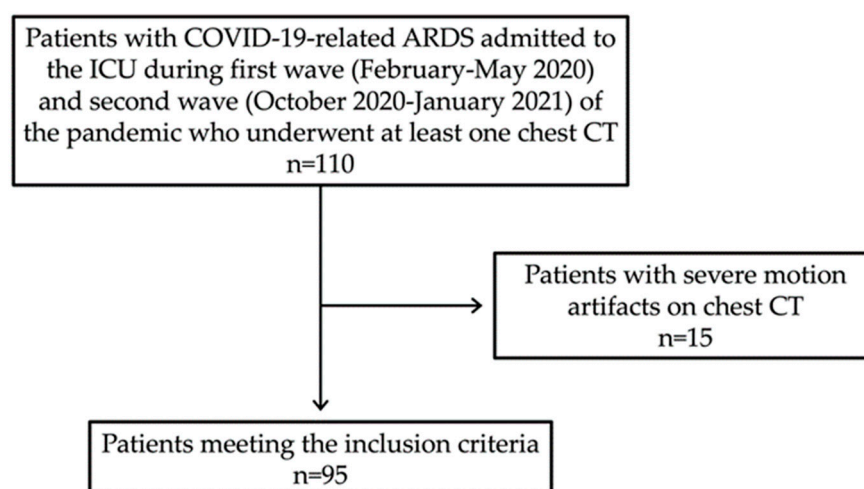 Patients with COVID-19-related ARDS admitted to
the ICU during first wave (February-May 2020)
and second wave (October 2020-January 2021) of
the pandemic who underwent at least one chest CT
n=110
Patients with severe motion
artifacts on chest CT
n=15
Patients meeting the inclusion criteria
n=95